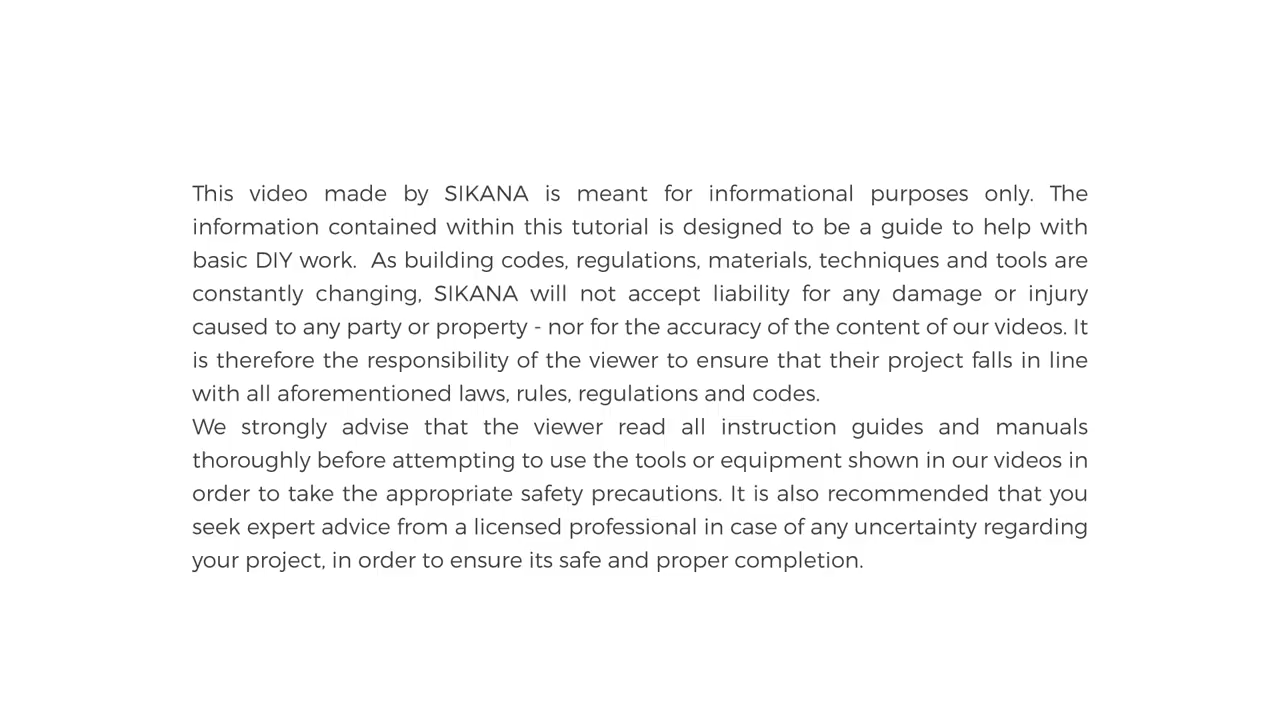 This video made by SIKANA is meant for informational purposes only. The
information contained within this tutorial is designed to be a guide to help with
basic DIY work.  As building codes, regulations, materials, techniques and tools are
constantly changing, SIKANA will not accept liability for any damage or injury
caused to any party or property - nor for the accuracy of the content of our videos. It
is therefore the responsibility of the viewer to ensure that their project falls in line
with all aforementioned laws, rules, regulations and codes.
We strongly advise that the viewer read all instruction guides and manuals
thoroughly before attempting to use the tools or equipment shown in our videos in
order to take the appropriate safety precautions. It is also recommended that you
seek expert advice from a licensed professional in case of any uncertainty regarding
your project, in order to ensure its safe and proper completion.